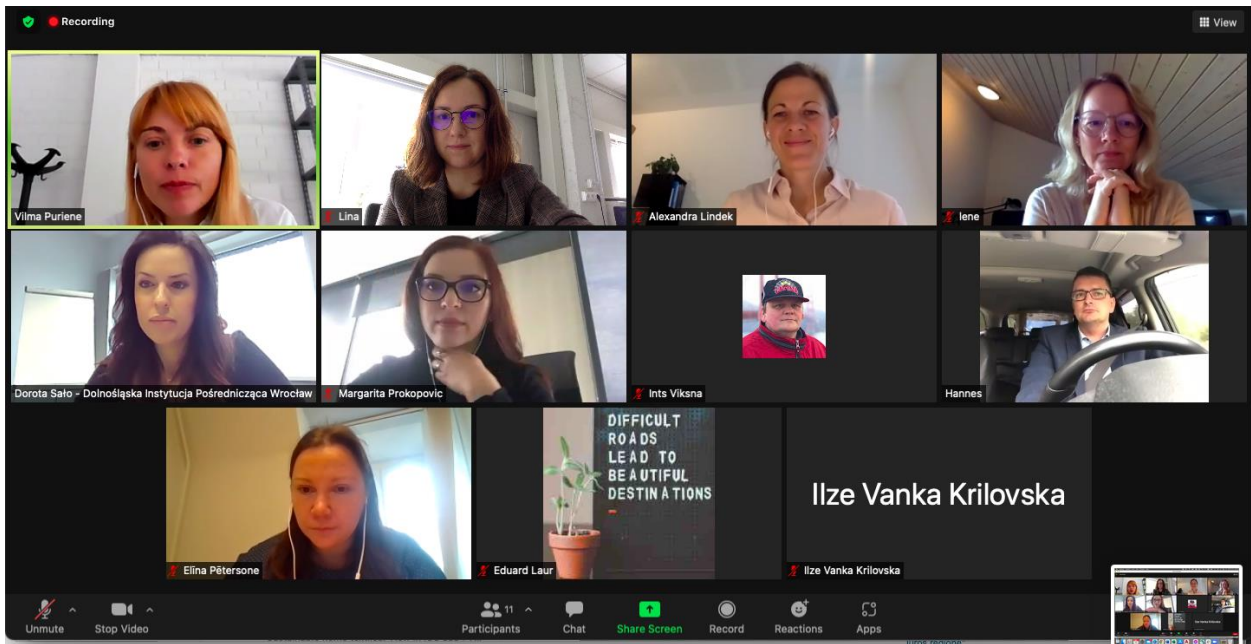 Recording
View
Vilma Puriene
Lina
Alexandra Lindek
lene
Dorota Sało - Dolnośląska Instytucja Pośrednicząca Wrocław
Margarita Prokopovic
Ints Viksna
Hannes
DIFFICULT
ROADS
LEAD TO
BEAUTIFUL
DESTINATIONS
Ilze Vanka Krilovska
Elīna Pētersone
Eduard Laur
Ilze Vanka Krilovska
Unmute
Stop Video
Participants
11
Chat
Share Screen
Record
Reactions
Apps